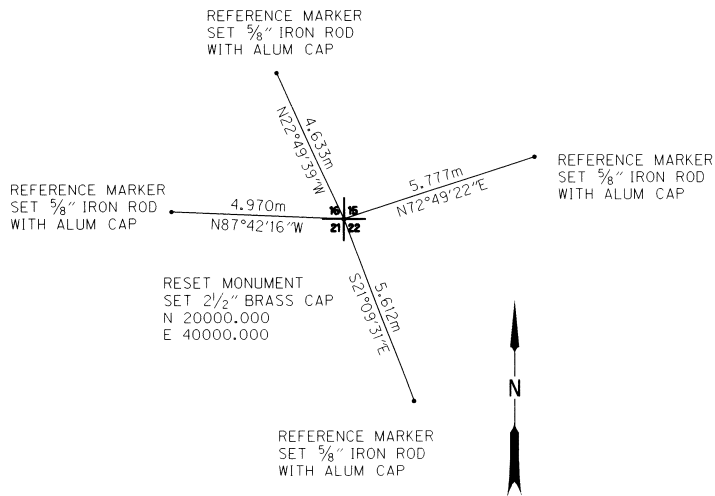 REFERENCE MARKER
SET 5/8" IRON ROD
WITH ALUM CAP
4.633m
N22°49'39"W
5.777m
N72°49'22"E
REFERENCE MARKER
SET 5/8" IRON ROD
WITH ALUM CAP
REFERENCE MARKER
SET 5/8" IRON ROD
WITH ALUM CAP
4.970m
N87°42'16"W
16 15
21 22
5.612m
S21°09'31"E
RESET MONUMENT
SET 2 1/2" BRASS CAP
N 20000.000
E 40000.000
N
REFERENCE MARKER
SET 5/8" IRON ROD
WITH ALUM CAP